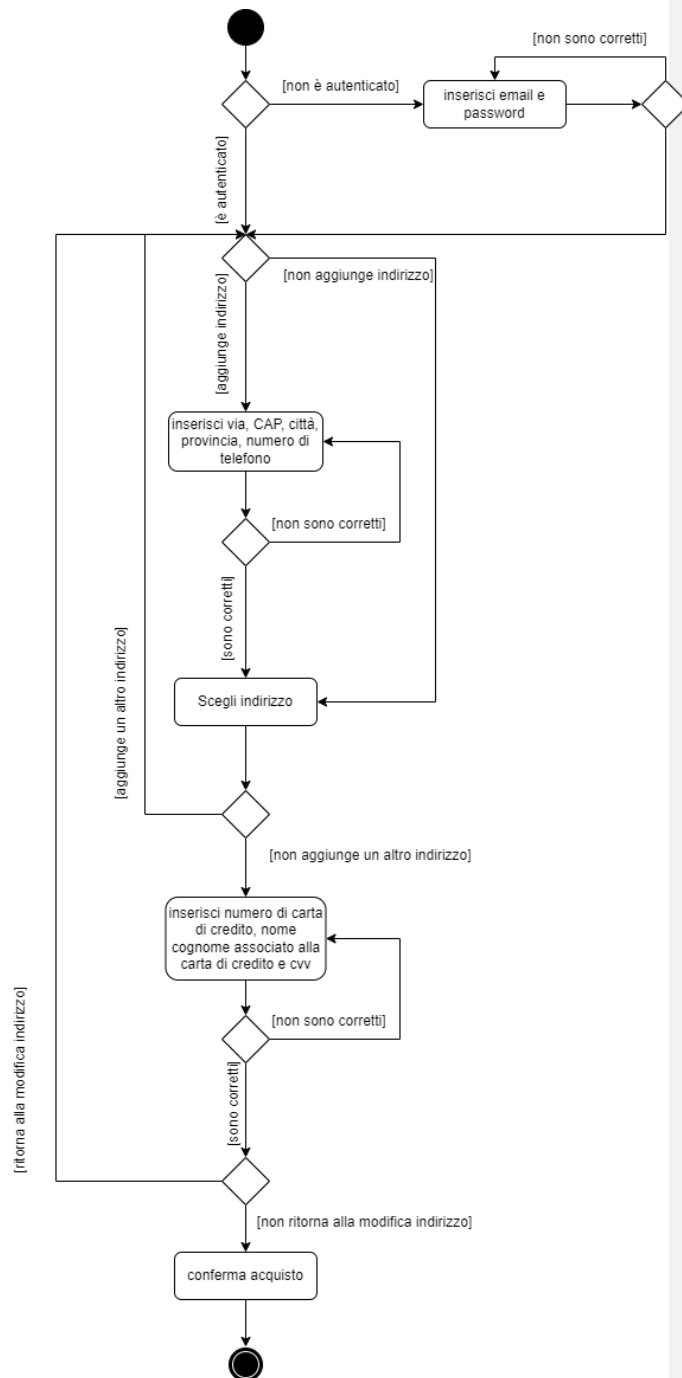 [non sono corretti]
[non è autenticato]
inserisci email e
password
[è autenticato]
[non aggiunge indirizzo]
[aggiunge indirizzo]
inserisci via, CAP, città,
provincia, numero di
telefono
[non sono corretti]
[sono corretti]
[aggiunge un altro indirizzo]
Scegli indirizzo
[non aggiunge un altro indirizzo]
inserisci numero di carta
di credito, nome
cognome associato alla
carta di credito e cvv
[non sono corretti]
[sono corretti]
[ritorna alla modifica indirizzo]
[non ritorna alla modifica indirizzo]
conferma acquisto